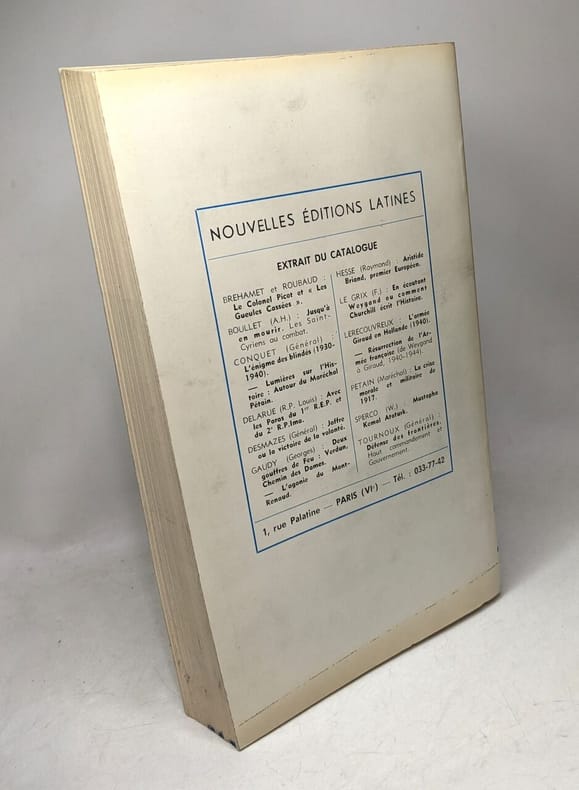 NOUVELLES ÉDITIONS LATINES
EXTRAIT DU CATALOGUE
BREHAMET et ROUBAUD :
Le Colonel Picot et « Les
Gueules Cassées ».
BOULLET (A.H.) : Jusqu'à
en mourir. Les Saint-
Cyriens au combat.
CONQUET (Général) :
L'énigme des blindés (1930-
1940).
— Lumières sur l'His-
toire : Autour du Maréchal
Pétain.
DELARUE (R.P. Louis) : Avec
les Paras du 1er R.E.P. et
du 2e R.P.Ima.
DESMAZES (Général) : Joffre
ou la victoire de la volonté.
GAUDY (Georges) : Deux
gouffres de Feu : Verdun,
Chemin des Dames.
— L'agonie du Mont-
Renaud.
HESSE (Raymond) : Aristide
Briand, premier Européen.
LE GRIX (F.) : En écoutant
Weygand ou comment
Churchill écrit l'Histoire.
LERECOUVREUX : L'armée
Giraud en Hollande (1940).
— Résurrection de l'Ar-
mée française (de Weygand
à Giraud, 1940-1944).
PETAIN (Maréchal) : La crise
morale et militaire de
1917.
SPERCO (W.) : Mustapha
Kemal Ataturk.
TOURNOUX (Général) :
Défense des frontières.
Haut commandement et
Gouvernement.
1, rue Palatine — PARIS (VIe) — Tél. : 033-77-42